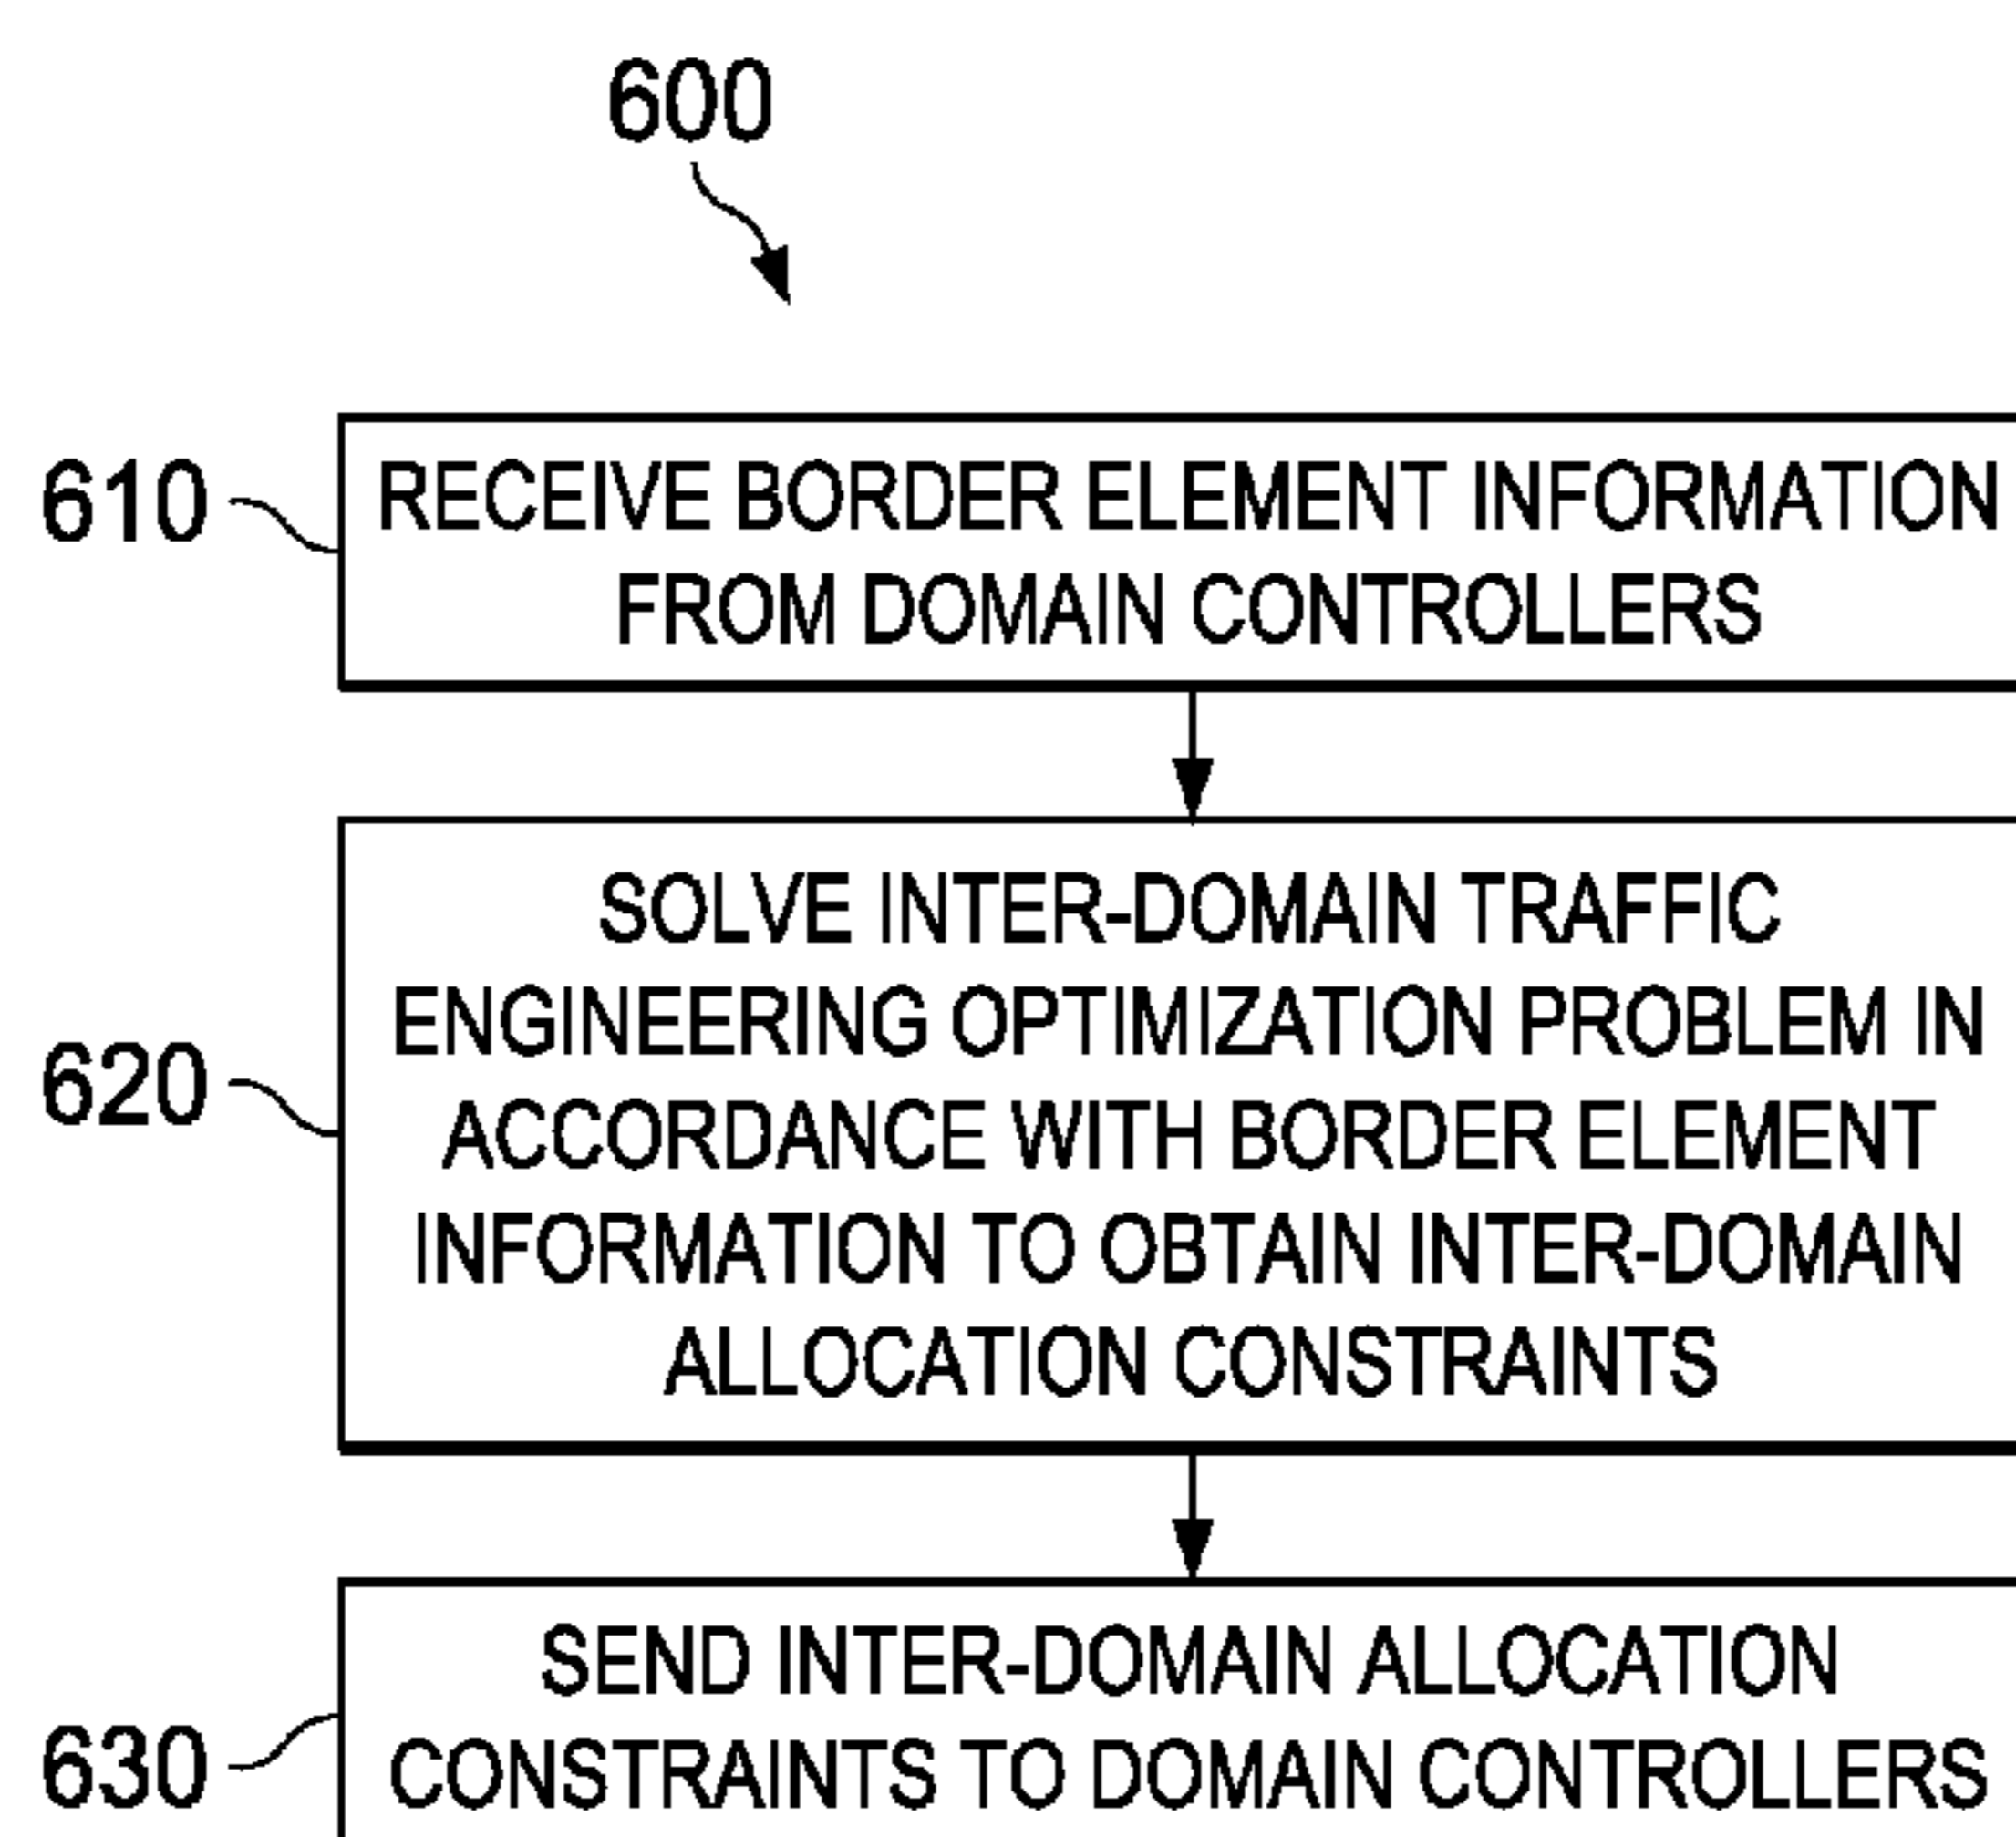 600
610
RECEIVE BORDER ELEMENT INFORMATION
FROM DOMAIN CONTROLLERS
620
SOLVE INTER-DOMAIN TRAFFIC
ENGINEERING OPTIMIZATION PROBLEM IN
ACCORDANCE WITH BORDER ELEMENT
INFORMATION TO OBTAIN INTER-DOMAIN
ALLOCATION CONSTRAINTS
630
SEND INTER-DOMAIN ALLOCATION
CONSTRAINTS TO DOMAIN CONTROLLERS